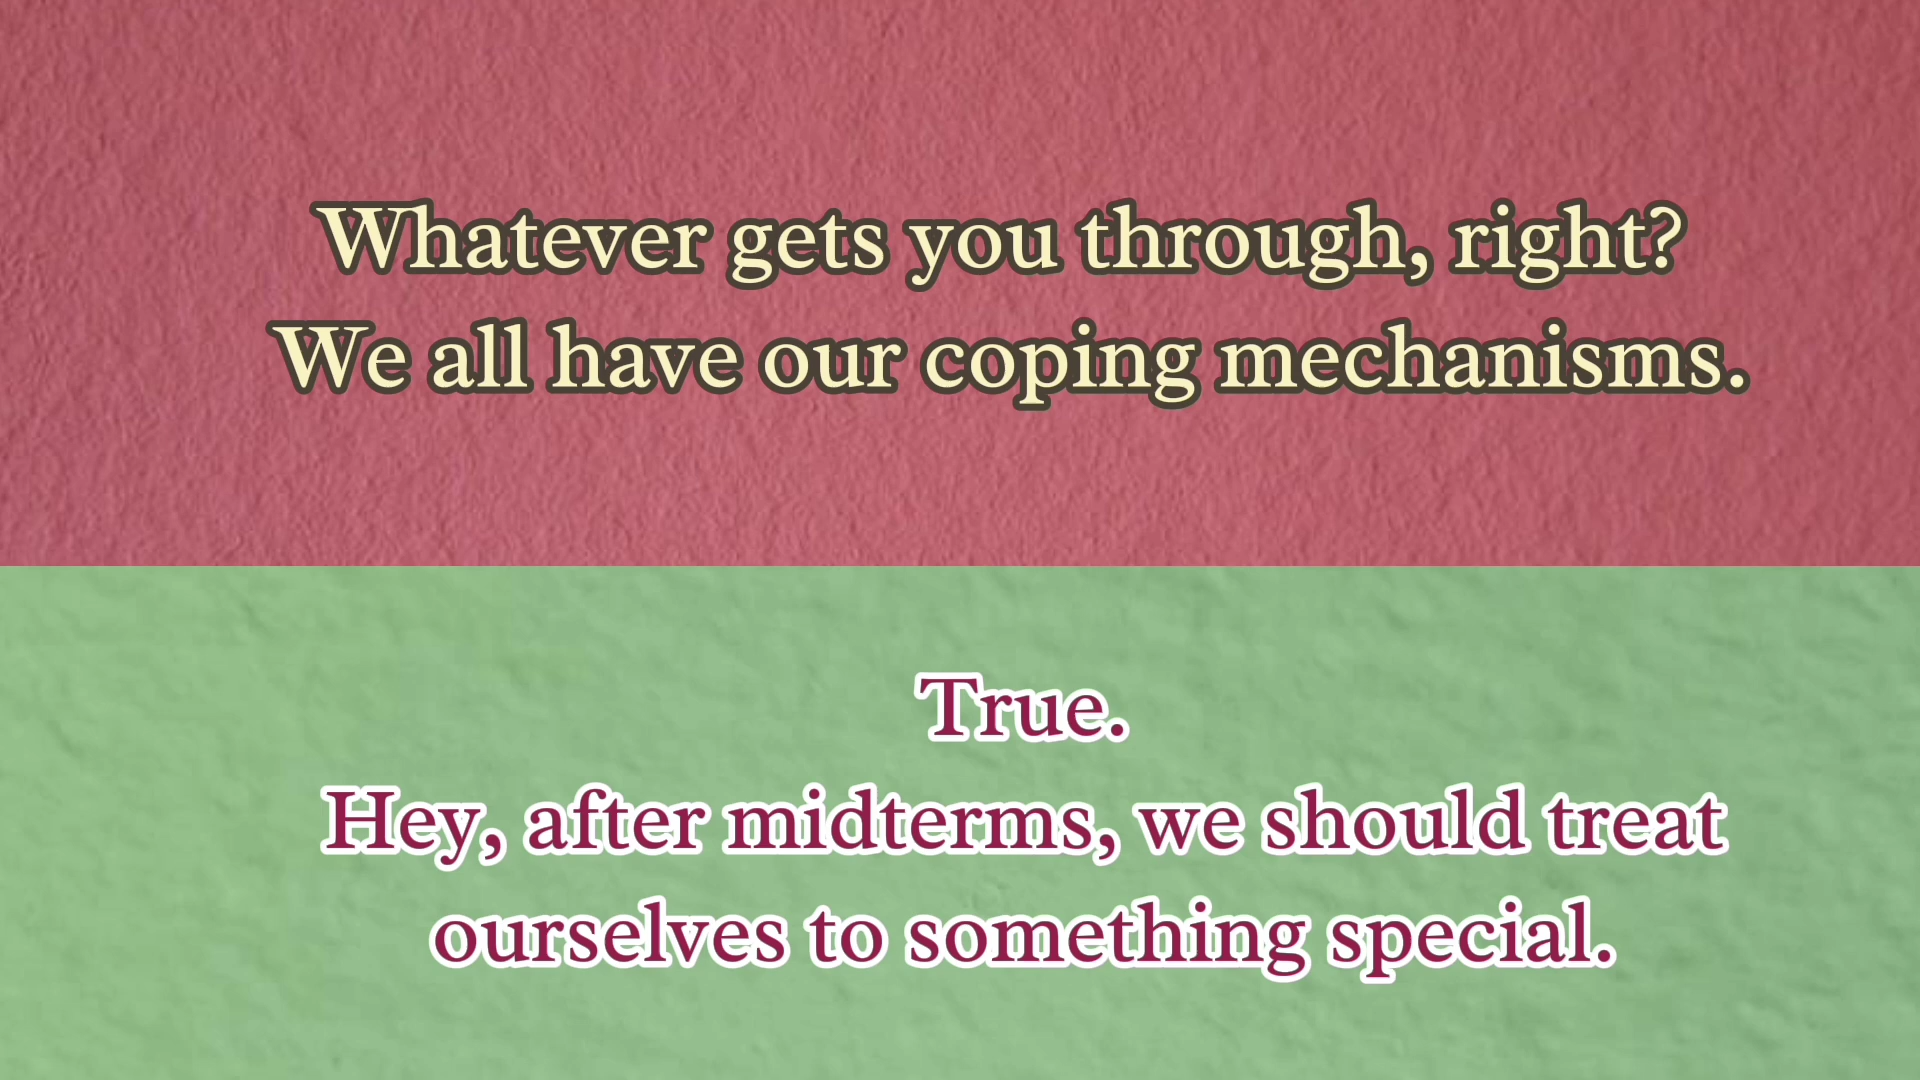 Whatever gets you through, right?
We all have our coping mechanisms.
True.
Hey, after midterms, we should treat
ourselves to something special.